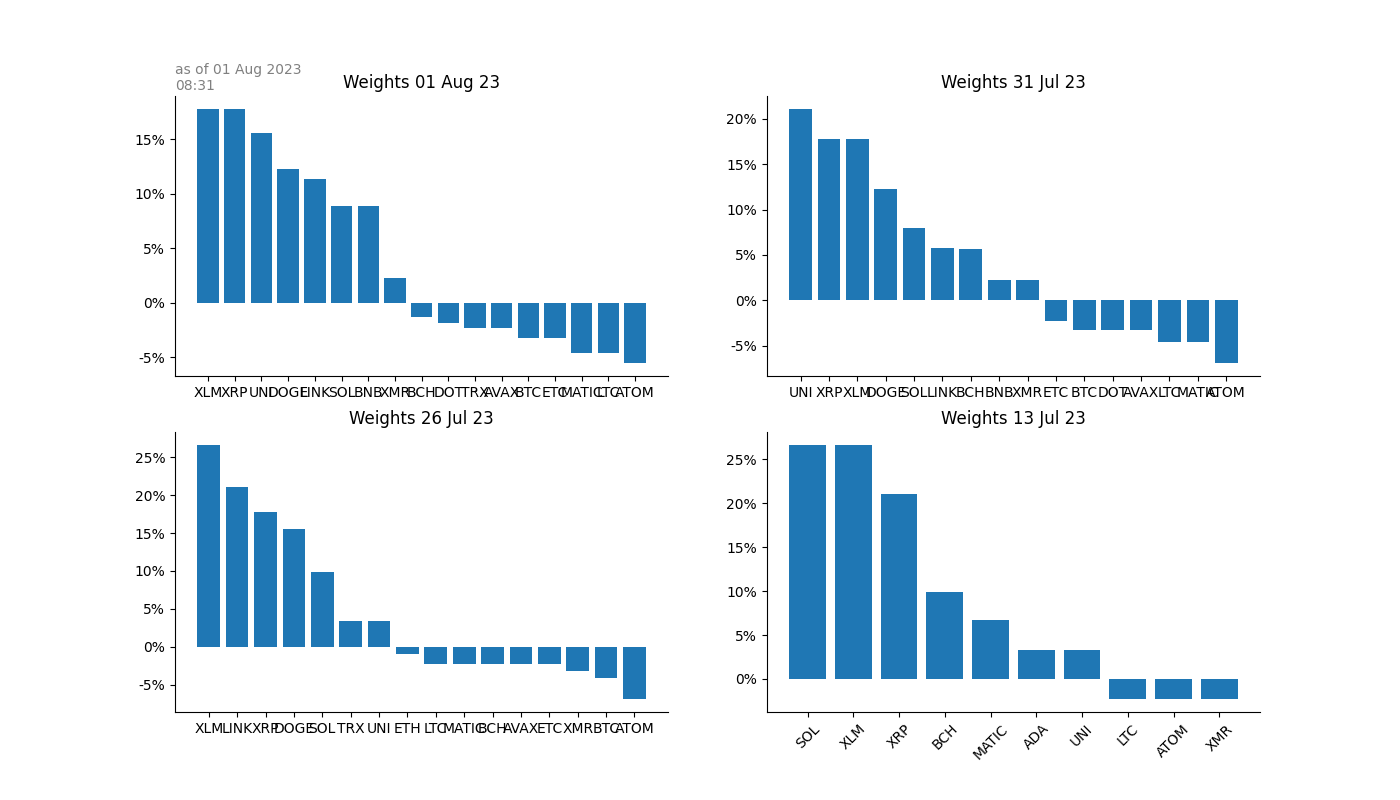 as of 01 Aug 2023
08:31
Weights 01 Aug 23
15%
10%
5%
0%
-5%
XLM XRP UNI DOGE LINK SOL BNB XMR BCH DOT TRX AVAX BTC ETC MATIC LTC ATOM
Weights 31 Jul 23
20%
15%
10%
5%
0%
-5%
UNI XRP XLM DOGE SOL LINK BCH BNB XMR ETC BTC DOT AVAX LTC MATIC ATOM
Weights 26 Jul 23
25%
20%
15%
10%
5%
0%
-5%
XLM LINK XRP DOGE SOL TRX UNI ETH LTC MATIC BCH AVAX ETC XMR BTC ATOM
Weights 13 Jul 23
25%
20%
15%
10%
5%
0%
SOL XLM XRP BCH MATIC ADA UNI LTC ATOM XMR